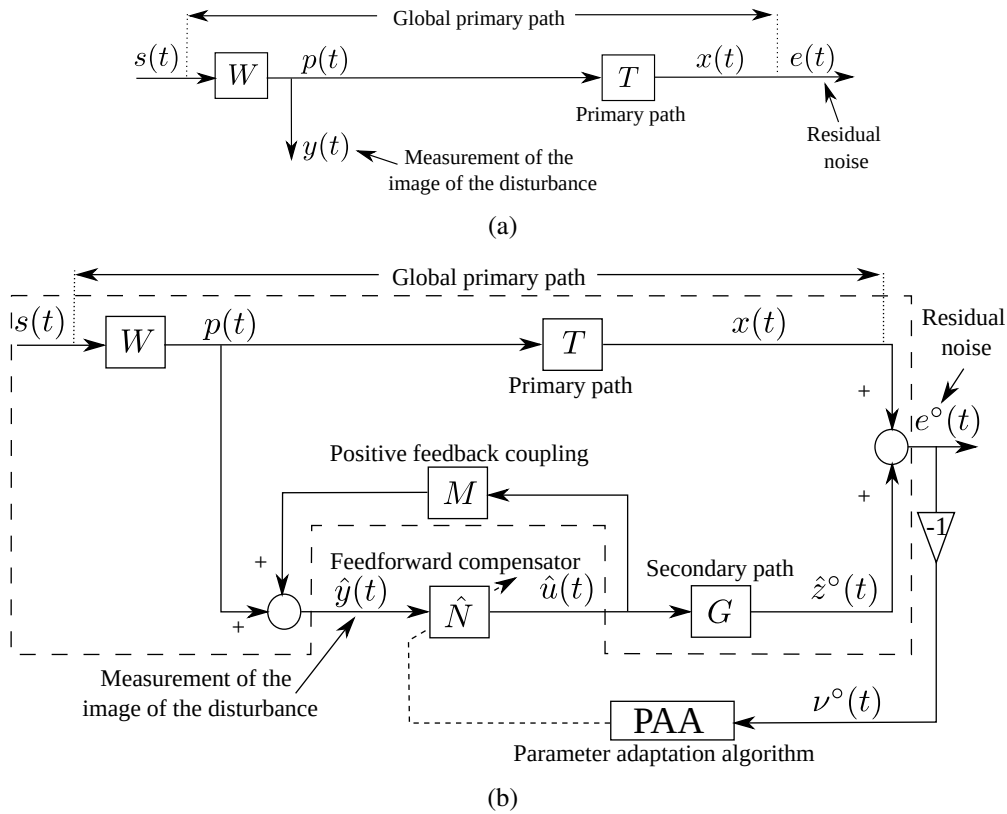 Global primary path
s(t)
W
p(t)
T
x(t)
e(t)
Primary path
Residual
noise
y(t)
Measurement of the
image of the disturbance
(a)
Global primary path
s(t)
W
p(t)
T
x(t)
Primary path
Residual
noise
+
e°(t)
Positive feedback coupling
M
+
-1
+
Feedforward compensator
Secondary path
ŷ(t)
N̂
û(t)
G
ẑ°(t)
+
Measurement of the
image of the disturbance
PAA
ν°(t)
Parameter adaptation algorithm
(b)